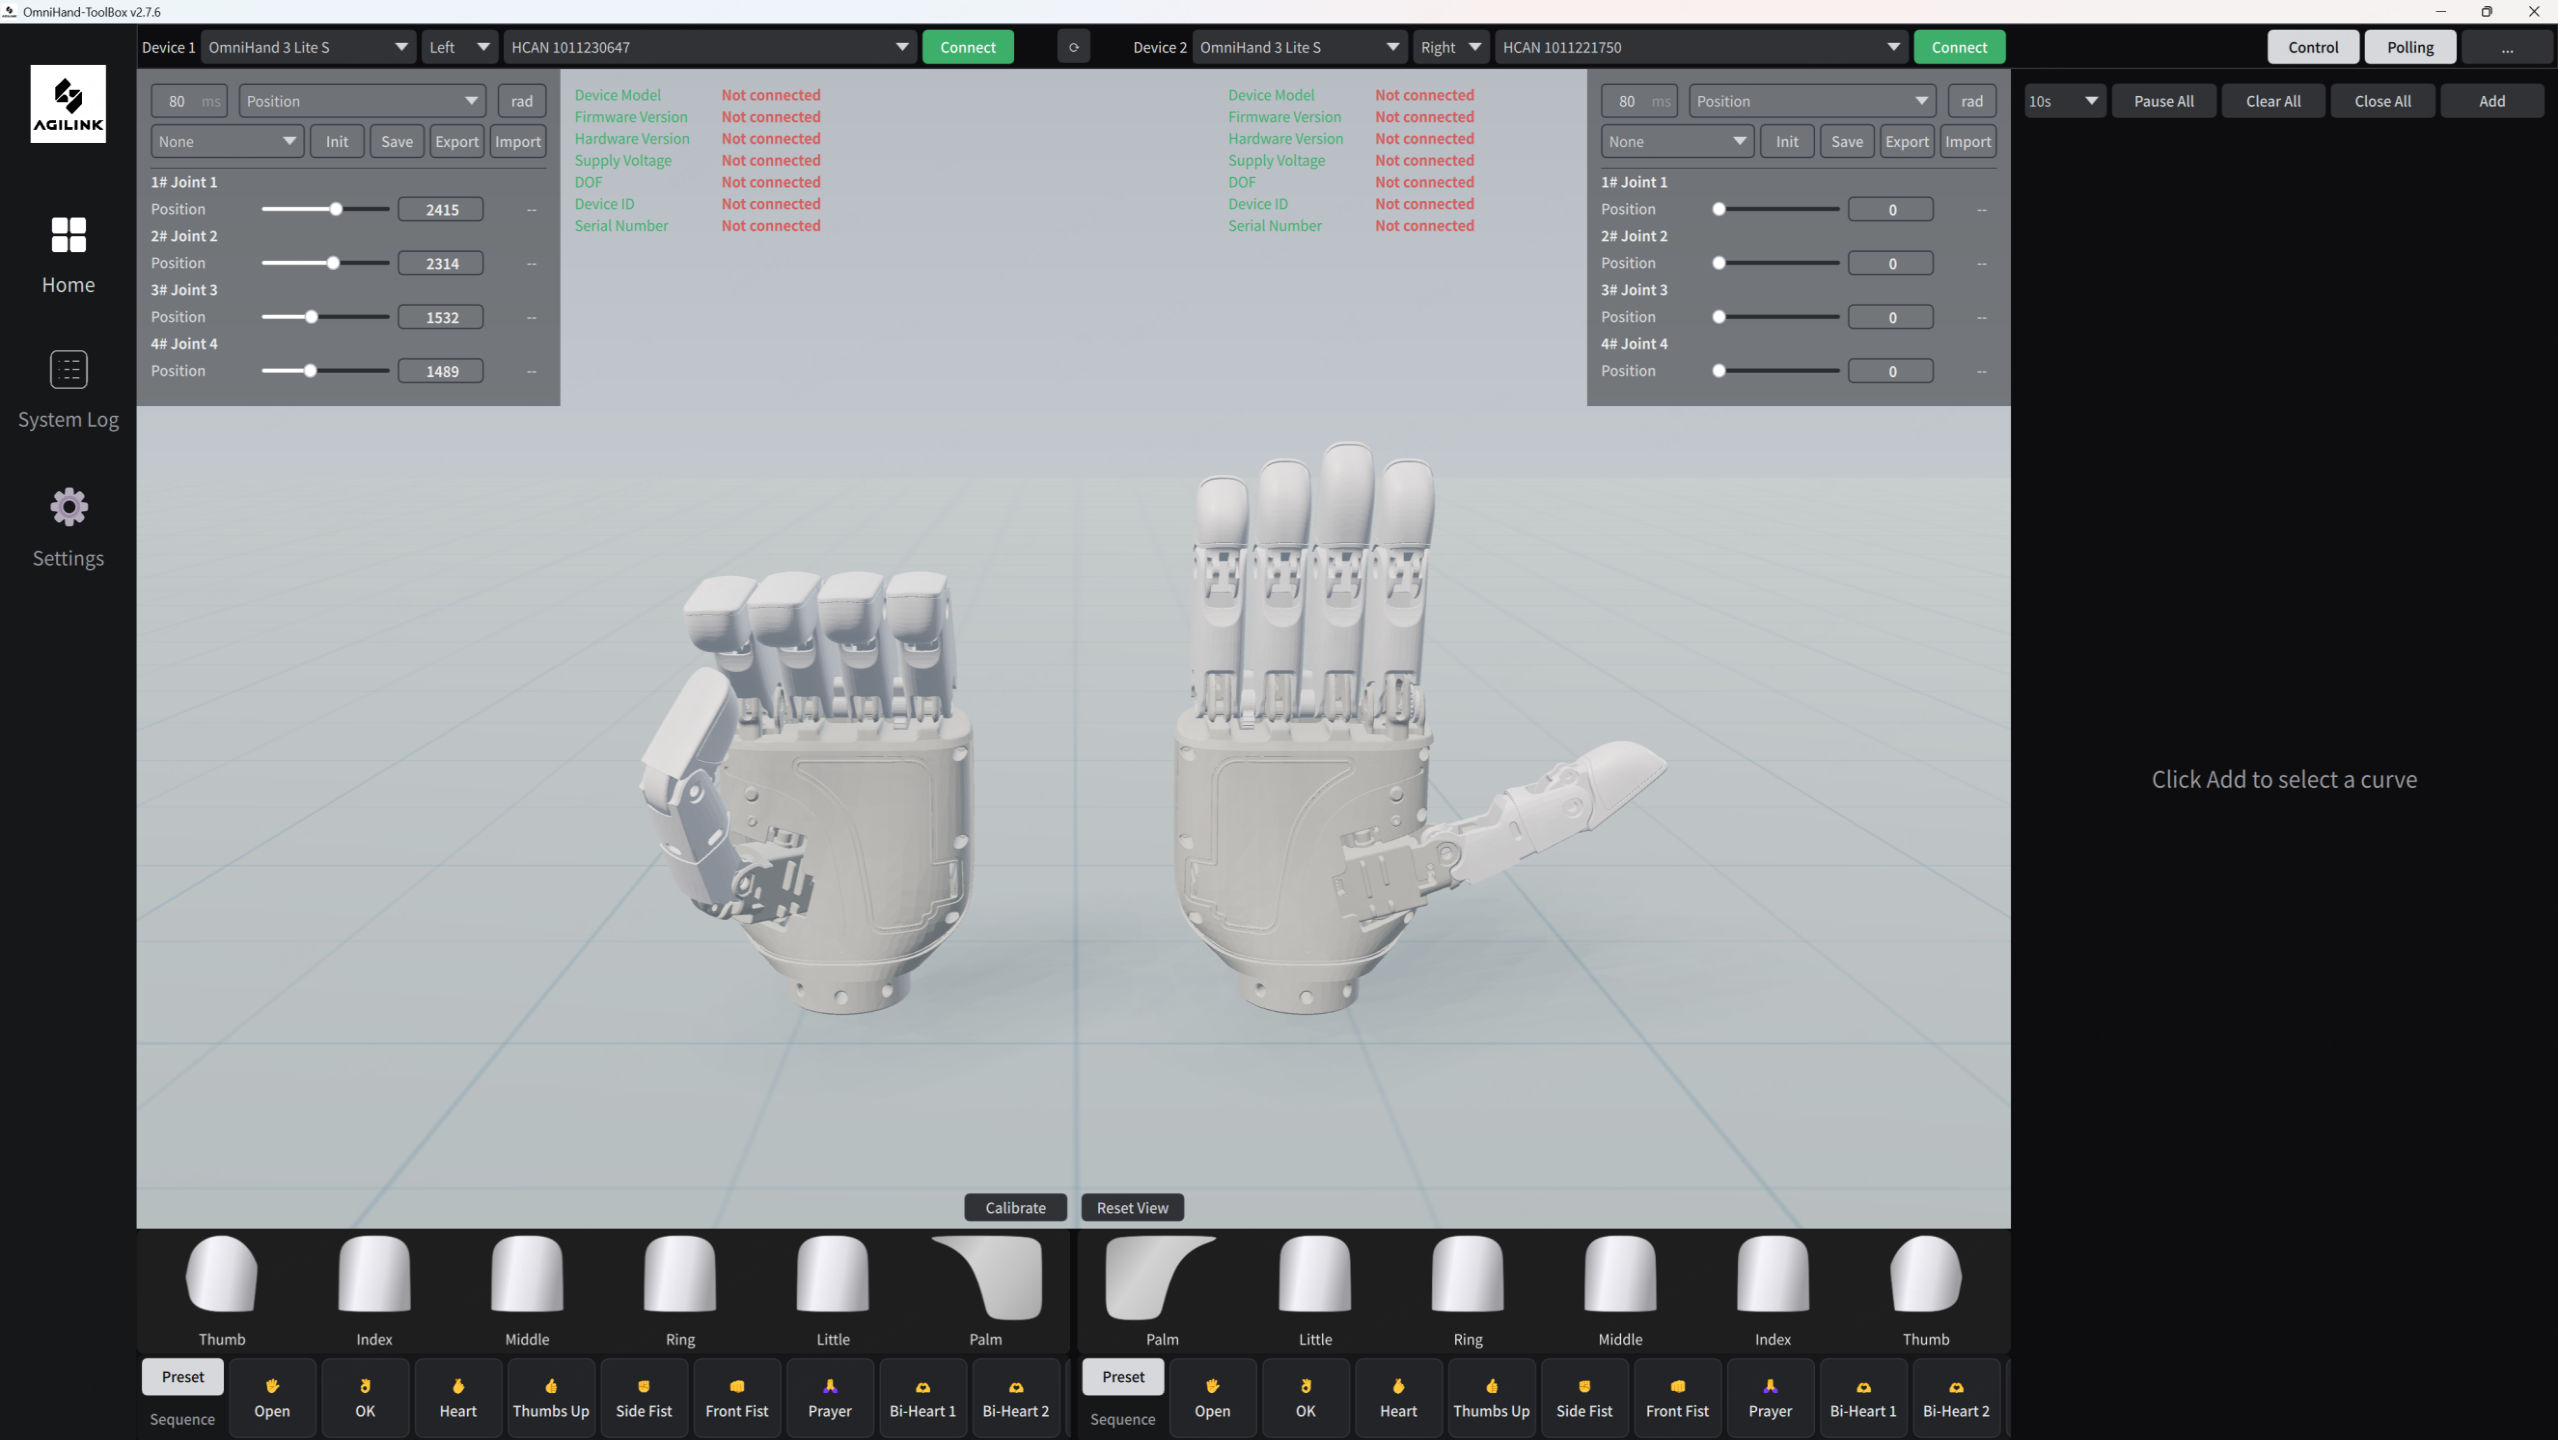 OmniHand-ToolBox v2.7.6
Device 1 OmniHand 3 Lite S Left HCAN 1011230647 Connect ⟳ Device 2 OmniHand 3 Lite S Right HCAN 1011221750 Connect Control Polling ...
AGILINK
Home
System Log
Settings
80 ms Position rad
None Init Save Export Import
1# Joint 1
Position 2415 --
2# Joint 2
Position 2314 --
3# Joint 3
Position 1532 --
4# Joint 4
Position 1489 --
Device Model Not connected
Firmware Version Not connected
Hardware Version Not connected
Supply Voltage Not connected
DOF Not connected
Device ID Not connected
Serial Number Not connected
Device Model Not connected
Firmware Version Not connected
Hardware Version Not connected
Supply Voltage Not connected
DOF Not connected
Device ID Not connected
Serial Number Not connected
80 ms Position rad
None Init Save Export Import
1# Joint 1
Position 0 --
2# Joint 2
Position 0 --
3# Joint 3
Position 0 --
4# Joint 4
Position 0 --
10s Pause All Clear All Close All Add
Click Add to select a curve
Calibrate Reset View
Thumb Index Middle Ring Little Palm
Palm Little Ring Middle Index Thumb
Preset
Sequence
Open OK Heart Thumbs Up Side Fist Front Fist Prayer Bi-Heart 1 Bi-Heart 2
Preset
Sequence
Open OK Heart Thumbs Up Side Fist Front Fist Prayer Bi-Heart 1 Bi-Heart 2